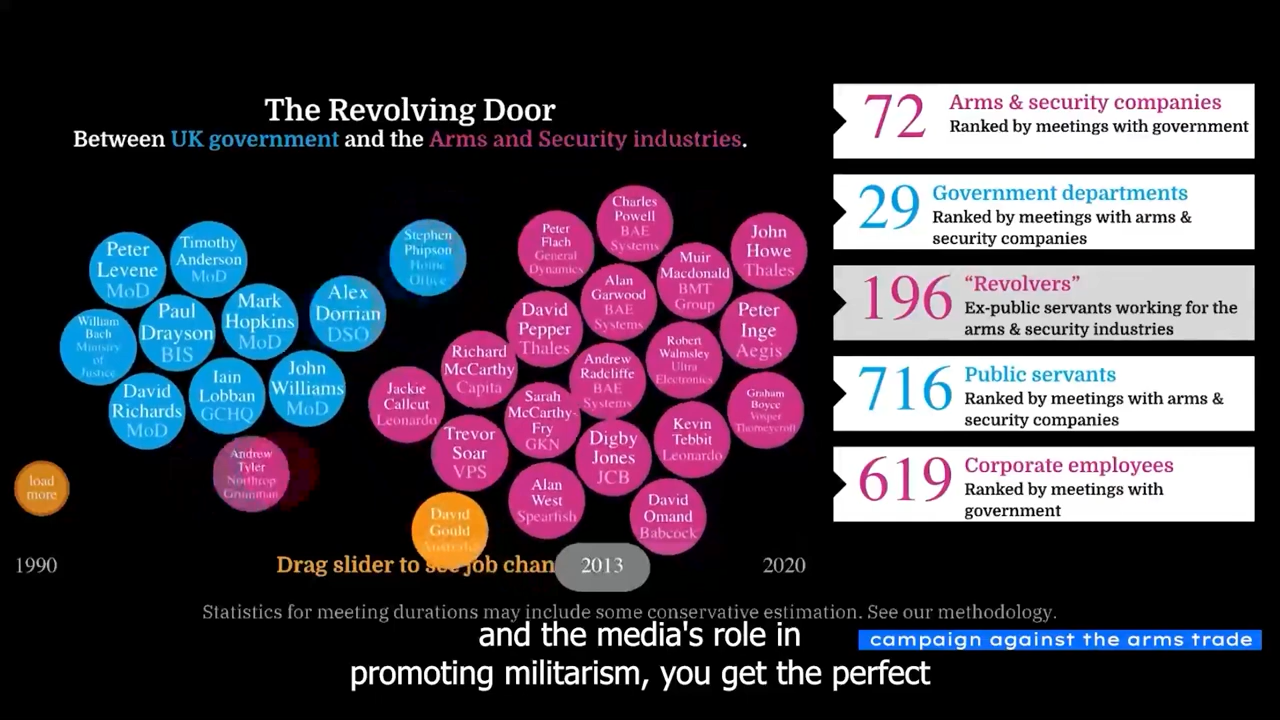 The Revolving Door
Between UK government and the Arms and Security industries.
Peter
Levene
MoD
Timothy
Anderson
MoD
Stephen
Phipson
Home
Office
William
Bach
Ministry
of
Justice
Paul
Drayson
BIS
Mark
Hopkins
MoD
Alex
Dorrian
DSO
David
Richards
MoD
Iain
Lobban
GCHQ
John
Williams
MoD
Andrew
Tyler
Northrop
Grumman
load
more
Charles
Powell
BAE
Systems
Peter
Flach
General
Dynamics
John
Howe
Thales
Muir
Macdonald
BMT
Group
Alan
Garwood
BAE
Systems
David
Pepper
Thales
Peter
Inge
Aegis
Richard
McCarthy
Capita
Andrew
Radcliffe
BAE
Systems
Robert
Walmsley
Ultra
Electronics
Jackie
Callcut
Leonardo
Sarah
McCarthy-
Fry
GKN
Graham
Boyce
Vosper
Thorneycroft
Trevor
Soar
VPS
Digby
Jones
JCB
Kevin
Tebbit
Leonardo
Alan
West
Spearfish
David
Omand
Babcock
David
Gould
1990
Drag slider to see job chan
2013
2020
72
Arms & security companies
Ranked by meetings with government
29
Government departments
Ranked by meetings with arms &
security companies
196
“Revolvers”
Ex-public servants working for the
arms & security industries
716
Public servants
Ranked by meetings with arms &
security companies
619
Corporate employees
Ranked by meetings with
government
Statistics for meeting durations may include some conservative estimation. See our methodology.
and the media's role in
promoting militarism, you get the perfect
campaign against the arms trade